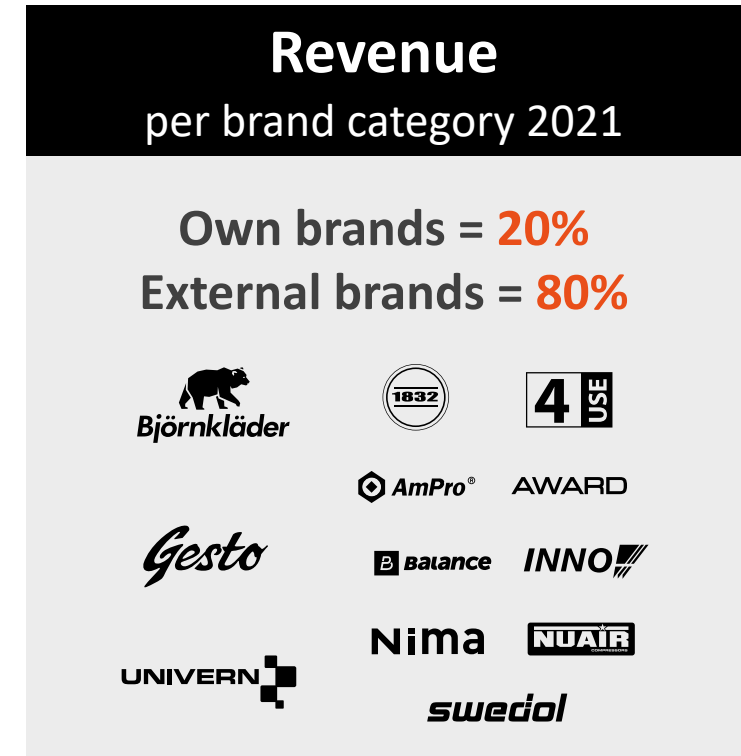 Revenue
per brand category 2021
Own brands = 20%
External brands = 80%
Björnkläder
1832
4 USE
AmPro®
AWARD
Gesto
B Balance
INNO
Nima
NUAIR
COMPRESSORS
UNIVERN
swedol